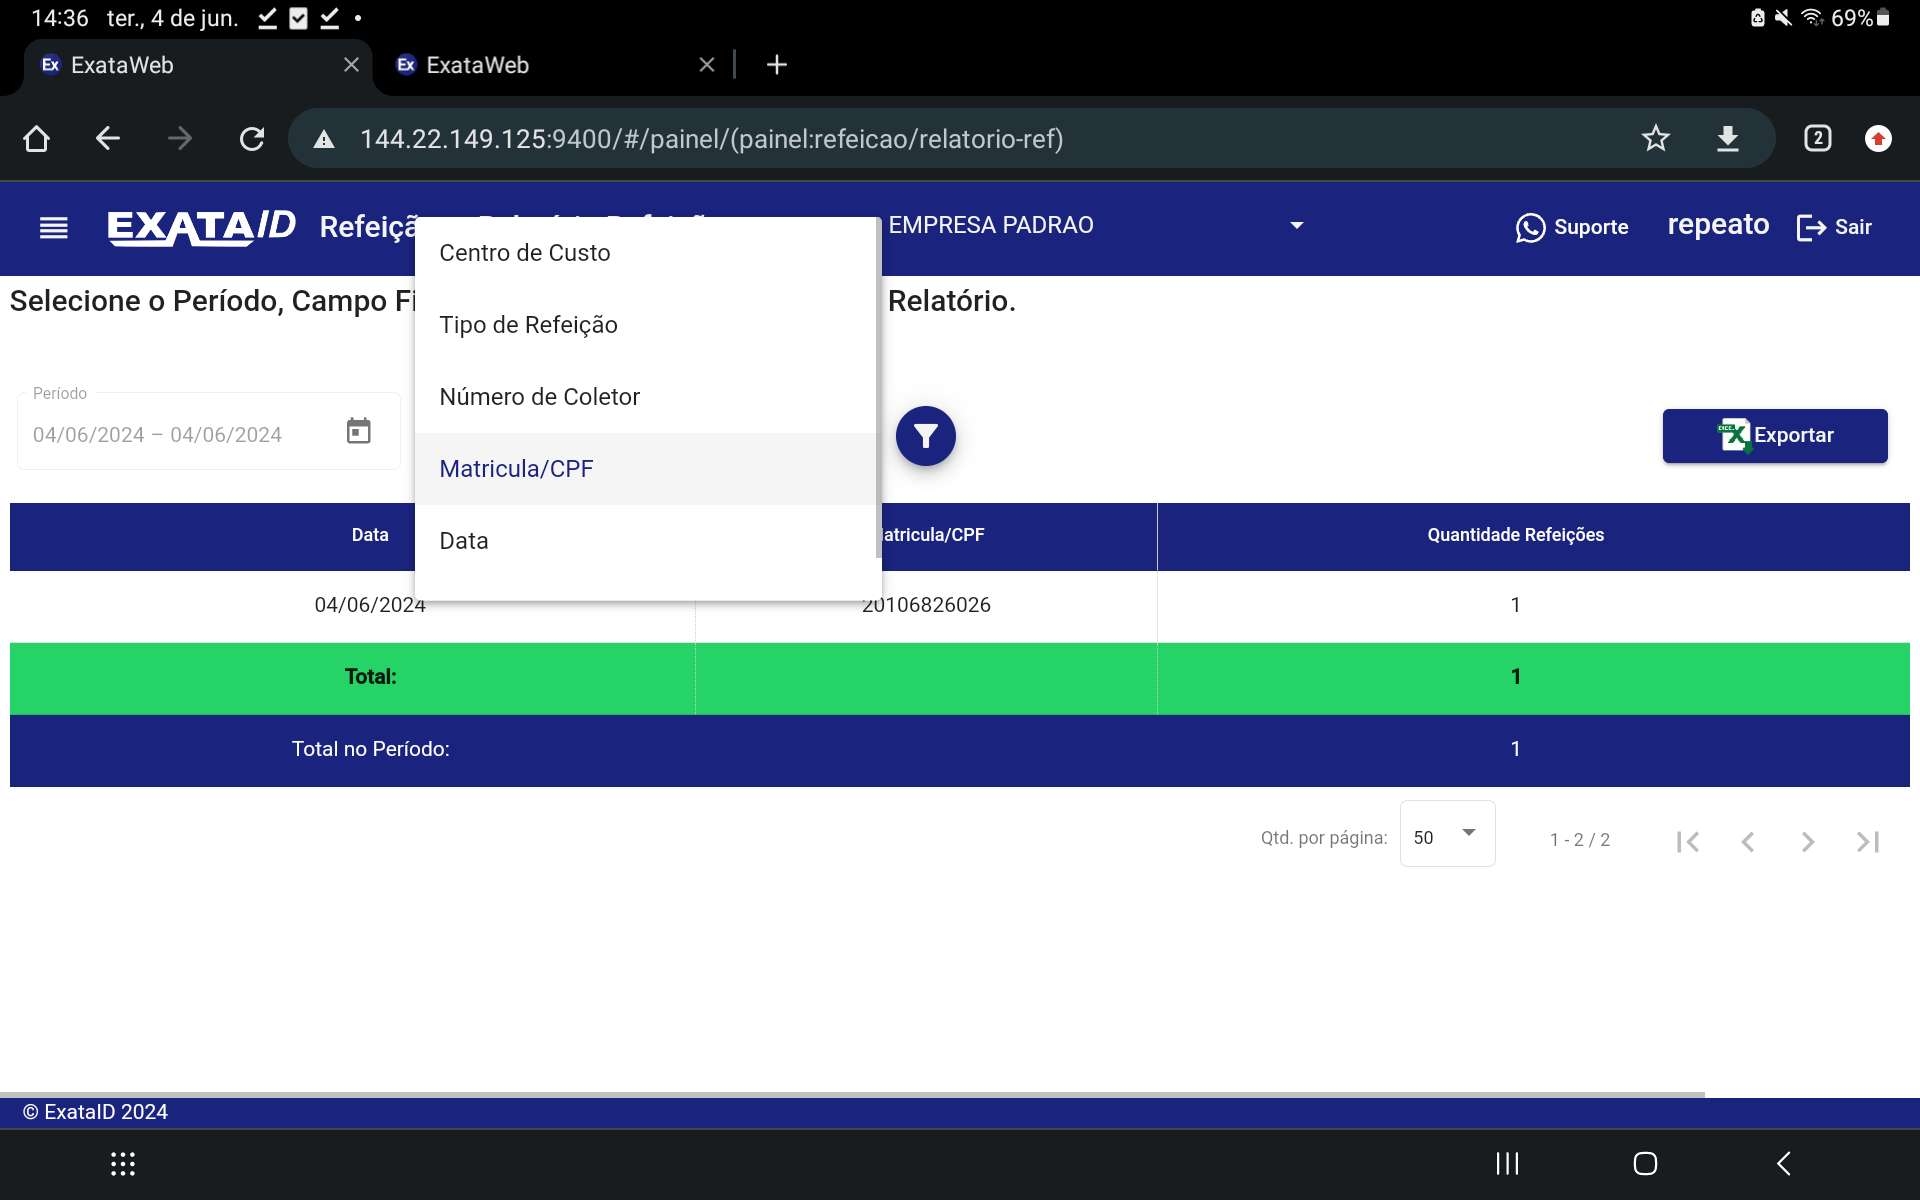 14:36 ter., 4 de jun. 69%
Ex ExataWeb Ex ExataWeb
144.22.149.125:9400/#/painel/(painel:refeicao/relatorio-ref) 2
EXATAID EMPRESA PADRAO Suporte repeato Sair
Selecione o Período, Campo Relatório.
Centro de Custo
Tipo de Refeição
Número de Coletor
Matricula/CPF
Data
Período
04/06/2024 – 04/06/2024
Exportar
Data atricula/CPF Quantidade Refeições
04/06/2024 20106826026 1
Total: 1
Total no Período: 1
Qtd. por página: 50 1 - 2 / 2
© ExataID 2024